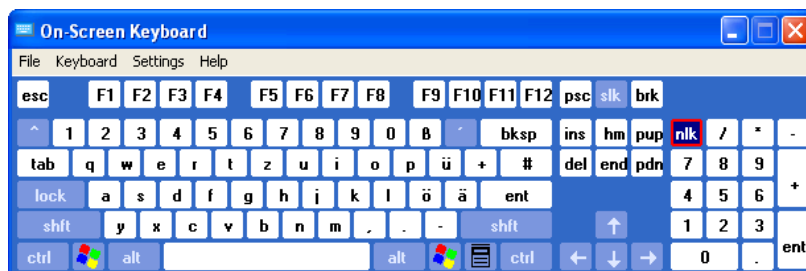 On-Screen Keyboard
File Keyboard Settings Help
esc F1 F2 F3 F4 F5 F6 F7 F8 F9 F10 F11 F12 psc slk brk
^ 1 2 3 4 5 6 7 8 9 0 ß ´ bksp ins hm pup nlk / * -
tab q w e r t z u i o p ü + # del end pdn 7 8 9 +
lock a s d f g h j k l ö ä ent 4 5 6
shft y x c v b n m , . - shft ↑ 1 2 3 ent
ctrl alt alt ctrl ← ↓ → 0 .